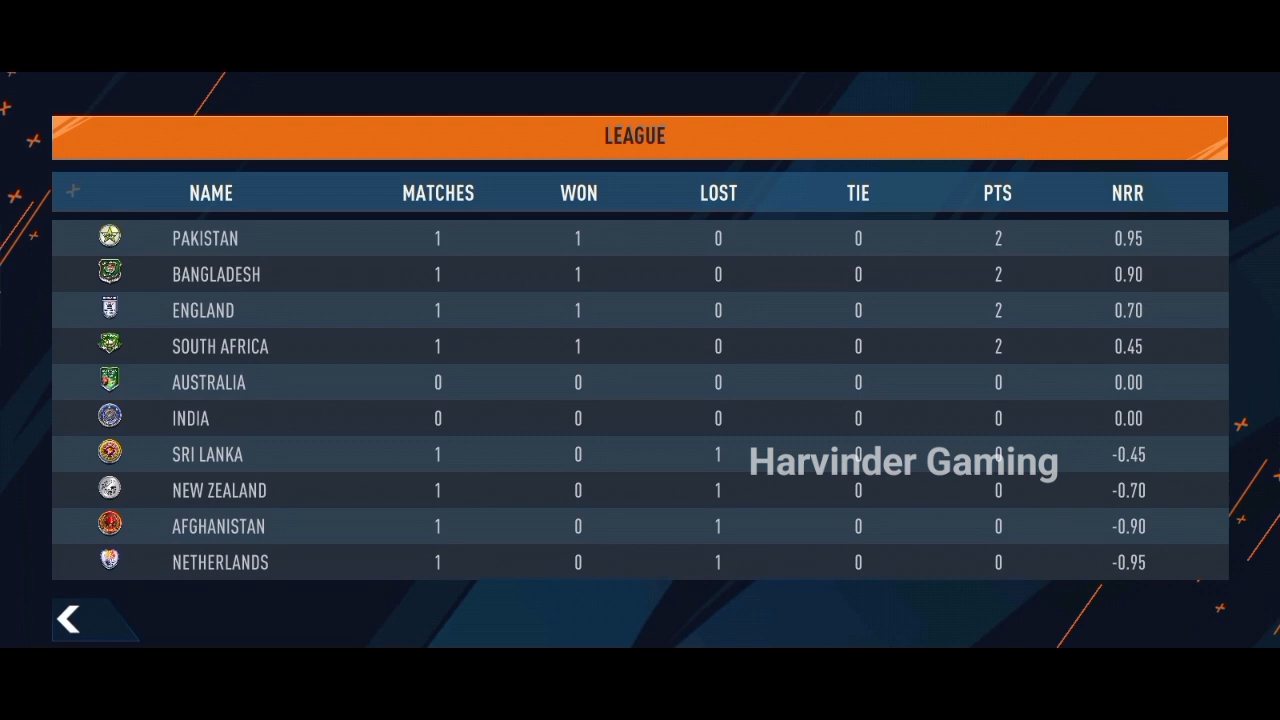 LEAGUE
NAME MATCHES WON LOST TIE PTS NRR
PAKISTAN 1 1 0 0 2 0.95
BANGLADESH 1 1 0 0 2 0.90
ENGLAND 1 1 0 0 2 0.70
SOUTH AFRICA 1 1 0 0 2 0.45
AUSTRALIA 0 0 0 0 0 0.00
INDIA 0 0 0 0 0 0.00
SRI LANKA 1 0 1 0 0 -0.45
Harvinder Gaming
NEW ZEALAND 1 0 1 0 0 -0.70
AFGHANISTAN 1 0 1 0 0 -0.90
NETHERLANDS 1 0 1 0 0 -0.95